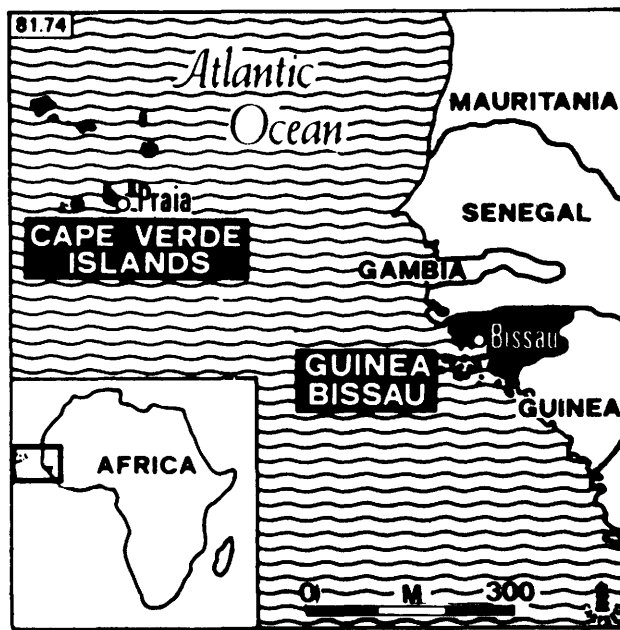 81.74
Atlantic
Ocean
MAURITANIA
SENEGAL
Praia
CAPE VERDE
ISLANDS
GAMBIA
Bissau
GUINEA
BISSAU
GUINEA
AFRICA
0 M 300